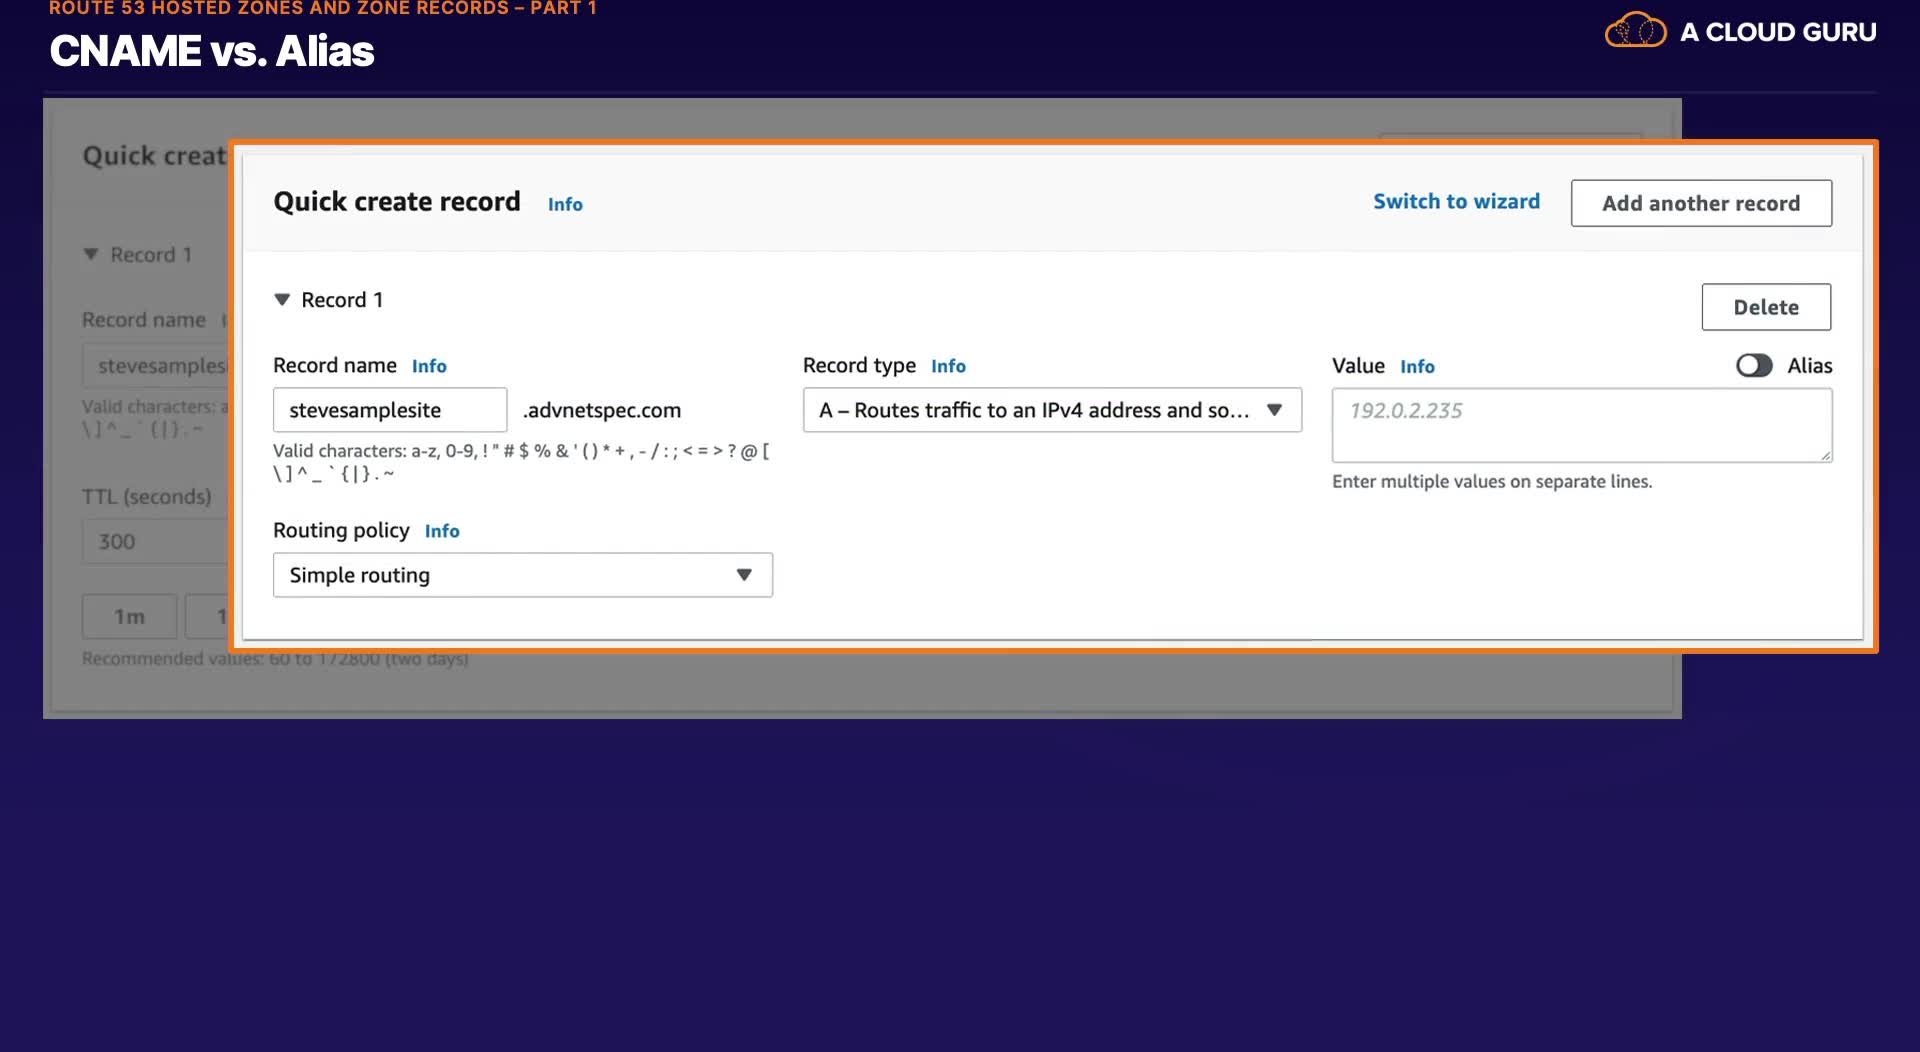 ROUTE 53 HOSTED ZONES AND ZONE RECORDS – PART 1
CNAME vs. Alias
A CLOUD GURU
Quick creat
Record 1
Record name
stevesamplesi
Valid characters: a
\ ] ^ _ ` { | } . ~
TTL (seconds)
300
1m 1
Recommended values: 60 to 172800 (two days)
Quick create record Info
Switch to wizard
Add another record
Record 1
Delete
Record name Info
stevesamplesite .advnetspec.com
Valid characters: a-z, 0-9, ! " # $ % & ' ( ) * + , - / : ; < = > ? @ [
\ ] ^ _ ` { | } . ~
Record type Info
A – Routes traffic to an IPv4 address and so...
Value Info
Alias
192.0.2.235
Enter multiple values on separate lines.
Routing policy Info
Simple routing